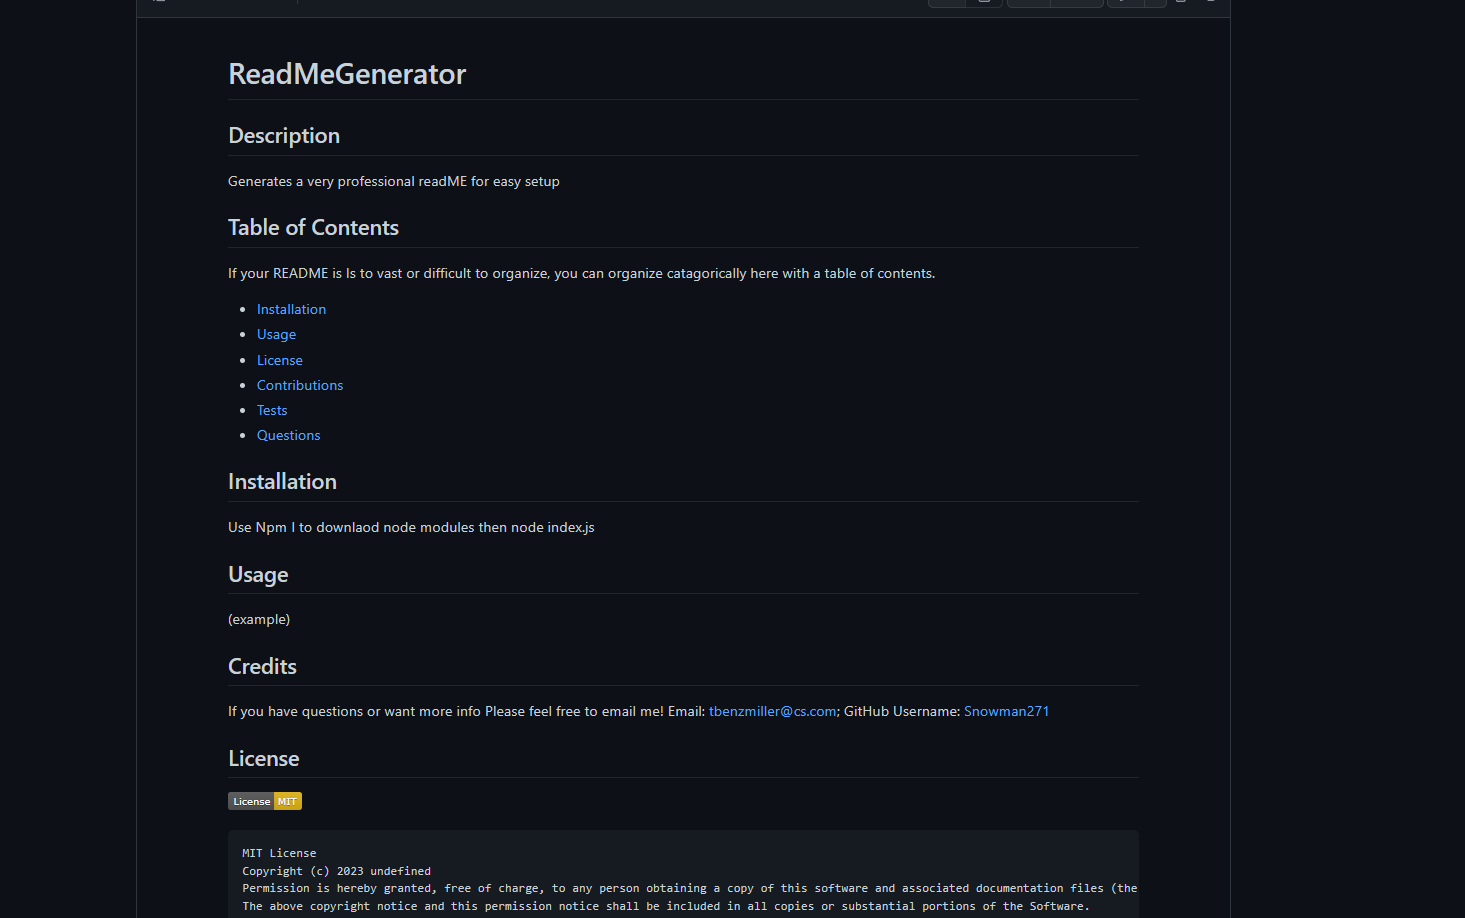 ReadMeGenerator
Description
Generates a very professional readME for easy setup
Table of Contents
If your README is Is to vast or difficult to organize, you can organize catagorically here with a table of contents.
Installation
Usage
License
Contributions
Tests
Questions
Installation
Use Npm I to downlaod node modules then node index.js
Usage
(example)
Credits
If you have questions or want more info Please feel free to email me! Email: tbenzmiller@cs.com; GitHub Username: Snowman271
License
License MIT
MIT License
Copyright (c) 2023 undefined
Permission is hereby granted, free of charge, to any person obtaining a copy of this software and associated documentation files (the
The above copyright notice and this permission notice shall be included in all copies or substantial portions of the Software.